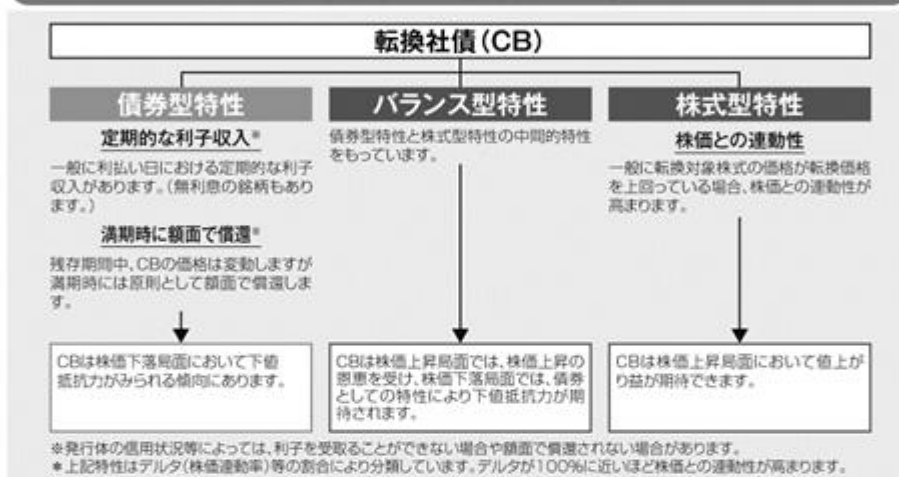 転換社債(CB)
債券型特性
定期的な利子収入※
一般に利払い日における定期的な利子
収入があります。(無利息の銘柄もあり
ます。)
満期時に額面で償還※
残存期間中、CBの価格は変動しますが
満期時には原則として額面で償還しま
す。
CBは株価下落局面において下値
抵抗力がみられる傾向にあります。
バランス型特性
債券型特性と株式型特性の中間的特性
をもっています。
CBは株価上昇局面では、株価上昇の
恩恵を受け、株価下落局面では、債券
としての特性により下値抵抗力が期
待されます。
株式型特性
株価との連動性
一般に転換対象株式の価格が転換価格
を上回っている場合、株価との連動性が
高まります。
CBは株価上昇局面において値上が
り益が期待できます。
※発行体の信用状況等によっては、利子を受取ることができない場合や額面で償還されない場合があります。
*上記特性はデルタ(株価連動率)等の割合により分類しています。デルタが100%に近いほど株価との連動性が高まります。